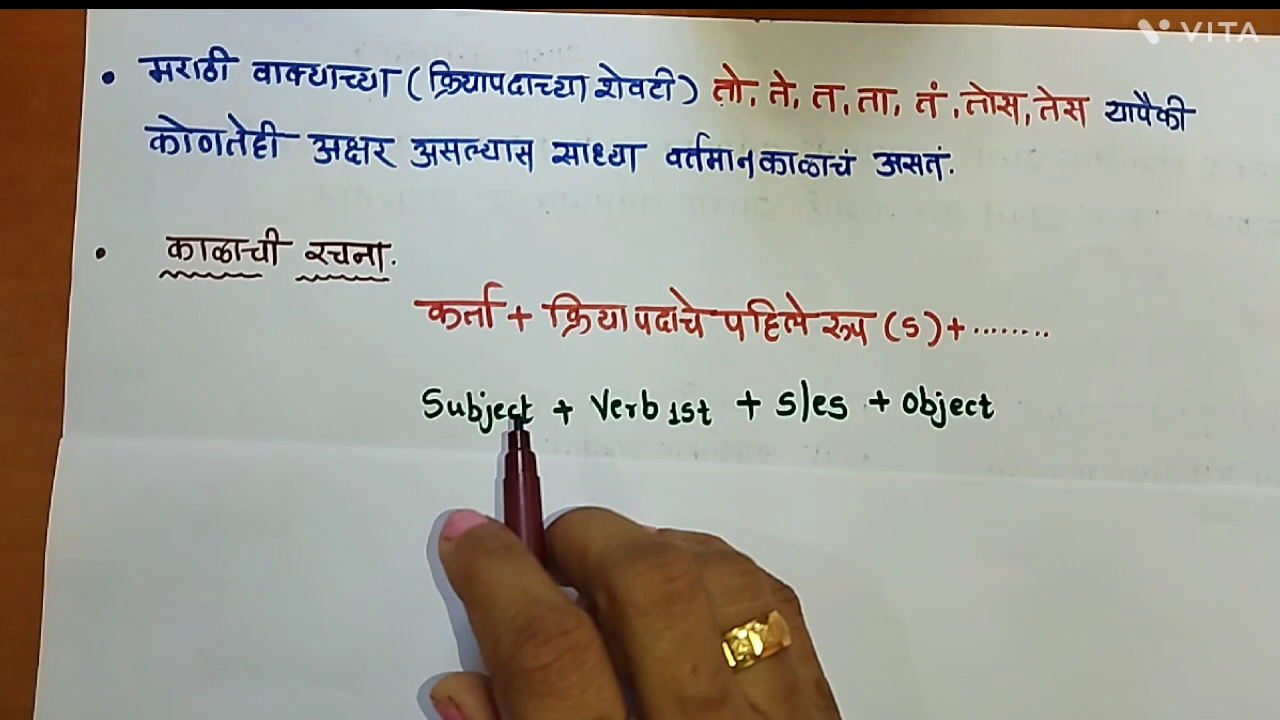 VITA
• मराठी वाक्याच्या (क्रियापदाच्या शेवटी) तो, ते, त, ता, तं, तोस, तेस यापैकी
कोणतेही अक्षर असल्यास साध्या वर्तमानकाळाचं असतं.
• काळाची रचना.
कर्ता + क्रियापदाचे पहिले रूप (s) + ........
Subject + Verb 1st + s/es + object